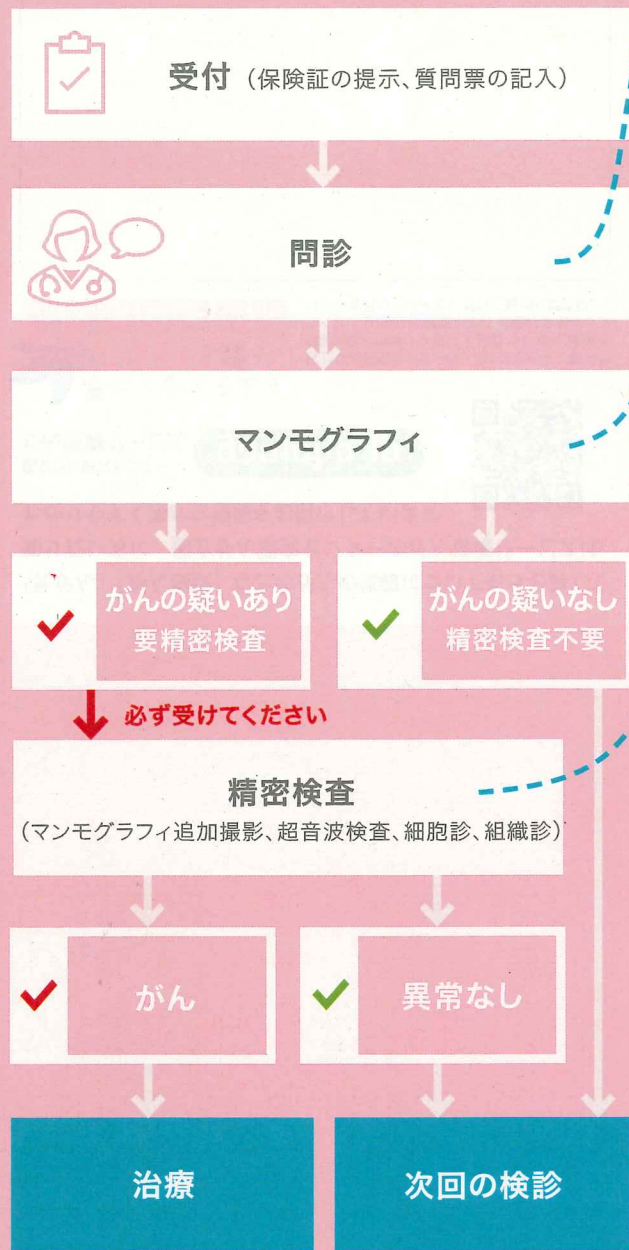 受付（保険証の提示、質問票の記入）
問診
マンモグラフィ
がんの疑いあり
要精密検査
がんの疑いなし
精密検査不要
必ず受けてください
精密検査
（マンモグラフィ追加撮影、超音波検査、細胞診、組織診）
がん
異常なし
治療
次回の検診